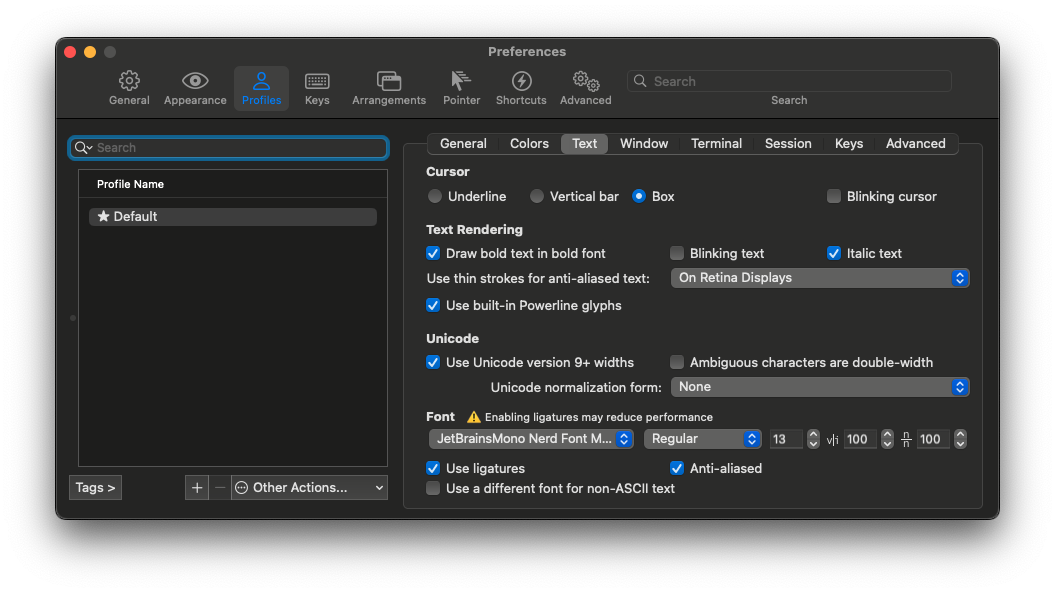 Preferences
General Appearance Profiles Keys Arrangements Pointer Shortcuts Advanced Search
Search
Search
Profile Name
Default
Tags > + − Other Actions...
General Colors Text Window Terminal Session Keys Advanced
Cursor
Underline Vertical bar Box Blinking cursor
Text Rendering
Draw bold text in bold font Blinking text Italic text
Use thin strokes for anti-aliased text: On Retina Displays
Use built-in Powerline glyphs
Unicode
Use Unicode version 9+ widths Ambiguous characters are double-width
Unicode normalization form: None
Font Enabling ligatures may reduce performance
JetBrainsMono Nerd Font M... Regular 13 v|i 100 n/n 100
Use ligatures Anti-aliased
Use a different font for non-ASCII text